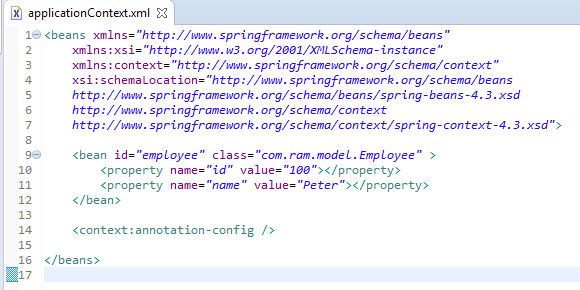 applicationContext.xml
1 <beans xmlns="http://www.springframework.org/schema/beans"
2 xmlns:xsi="http://www.w3.org/2001/XMLSchema-instance"
3 xmlns:context="http://www.springframework.org/schema/context"
4 xsi:schemaLocation="http://www.springframework.org/schema/beans
5 http://www.springframework.org/schema/beans/spring-beans-4.3.xsd
6 http://www.springframework.org/schema/context
7 http://www.springframework.org/schema/context/spring-context-4.3.xsd">
8
9 <bean id="employee" class="com.ram.model.Employee" >
10 <property name="id" value="100"></property>
11 <property name="name" value="Peter"></property>
12 </bean>
13
14 <context:annotation-config />
15
16 </beans>
17